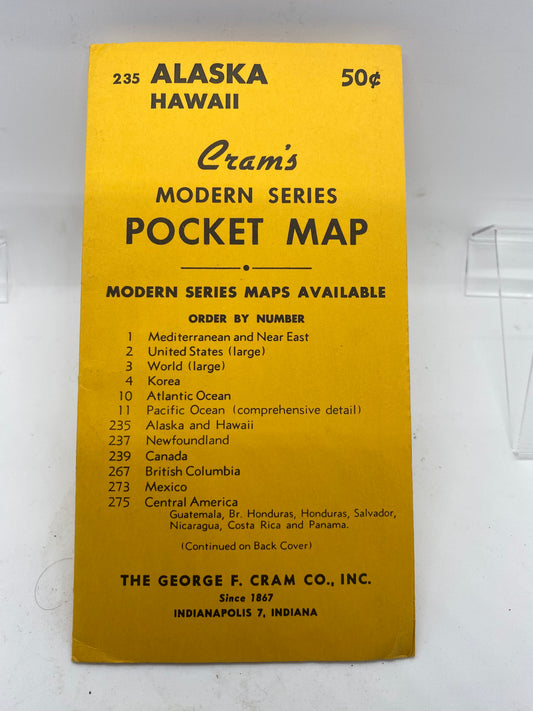 235 ALASKA 50¢
HAWAII
Cram's
MODERN SERIES
POCKET MAP
MODERN SERIES MAPS AVAILABLE
ORDER BY NUMBER
1 Mediterranean and Near East
2 United States (large)
3 World (large)
4 Korea
10 Atlantic Ocean
11 Pacific Ocean (comprehensive detail)
235 Alaska and Hawaii
237 Newfoundland
239 Canada
267 British Columbia
273 Mexico
275 Central America
Guatemala, Br. Honduras, Honduras, Salvador,
Nicaragua, Costa Rica and Panama.
(Continued on Back Cover)
THE GEORGE F. CRAM CO., INC.
Since 1867
INDIANAPOLIS 7, INDIANA